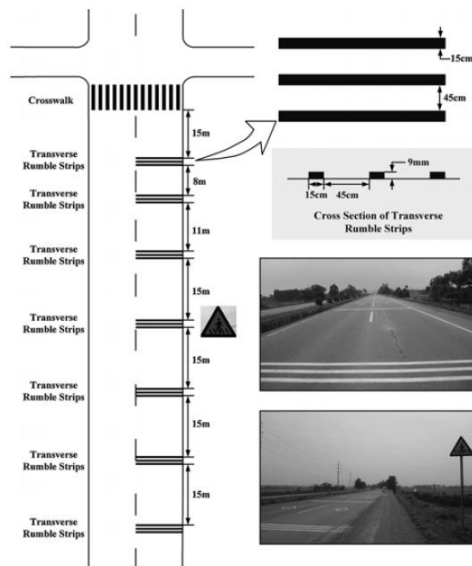 Crosswalk
15m
Transverse
Rumble Strips
8m
Transverse
Rumble Strips
11m
Transverse
Rumble Strips
15m
Transverse
Rumble Strips
15m
Transverse
Rumble Strips
15m
Transverse
Rumble Strips
15m
Transverse
Rumble Strips
15cm
45cm
9mm
15cm
45cm
Cross Section of Transverse
Rumble Strips